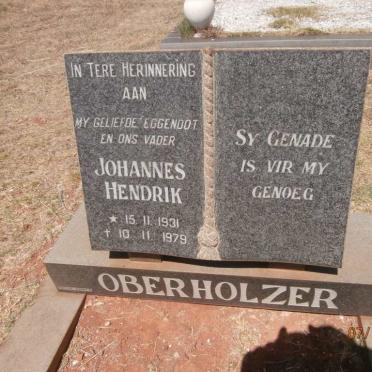 IN TERE HERINNERING
AAN
MY GELIEFDE EGGENOOT
EN ONS VADER
JOHANNES
HENDRIK
* 15.11.1931
† 10.11.1979
SY GENADE
IS VIR MY
GENOEG
OBERHOLZER